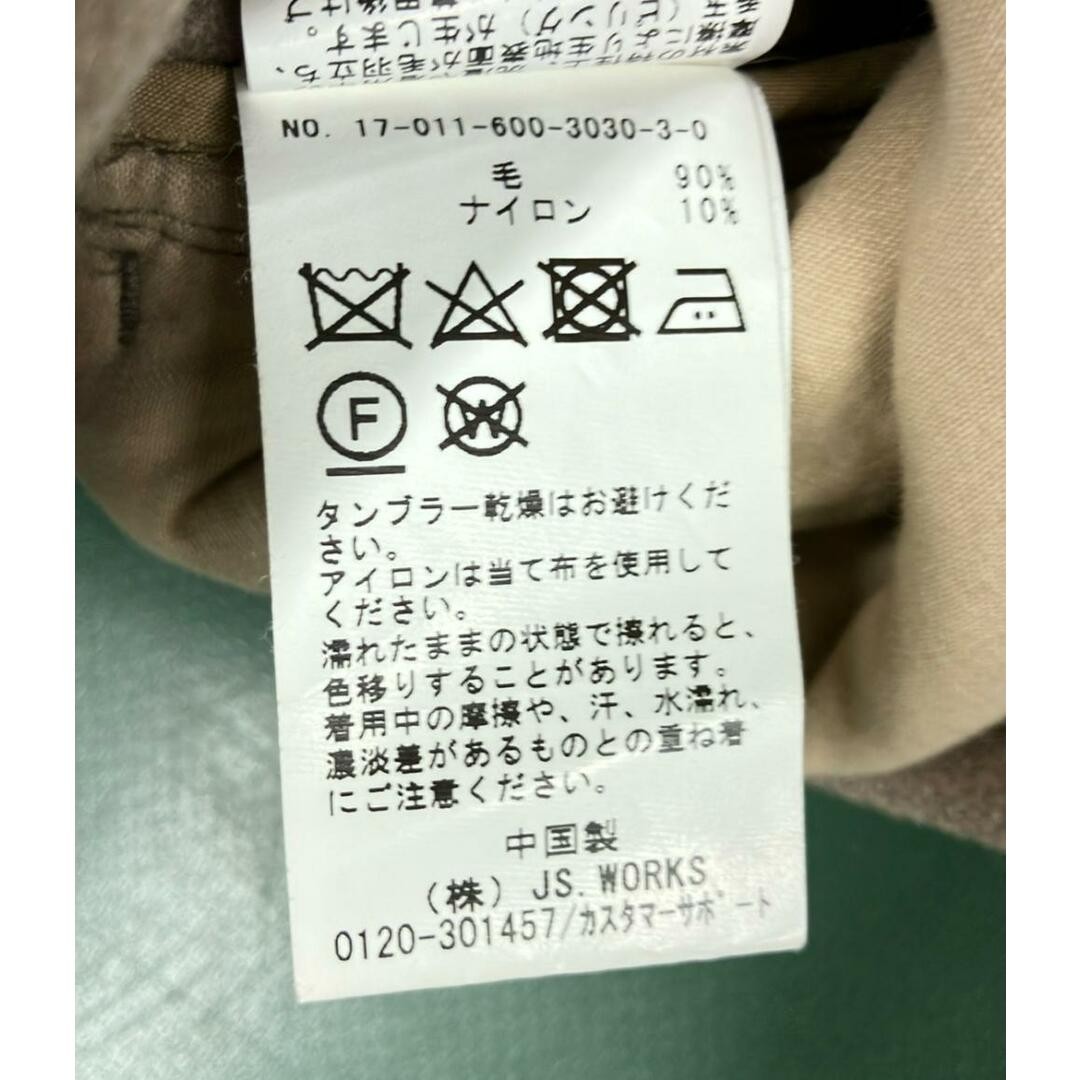 NO. 17-011-600-3030-3-0
毛 90%
ナイロン 10%
F
W
タンブラー乾燥はお避けくだ
さい。
アイロンは当て布を使用して
ください。
濡れたままの状態で擦れると、
色移りすることがあります。
着用中の摩擦や、汗、水濡れ、
濃淡差があるものとの重ね着
にご注意ください。
中国製
(株) JS.WORKS
0120-301457/カスタマーサポート